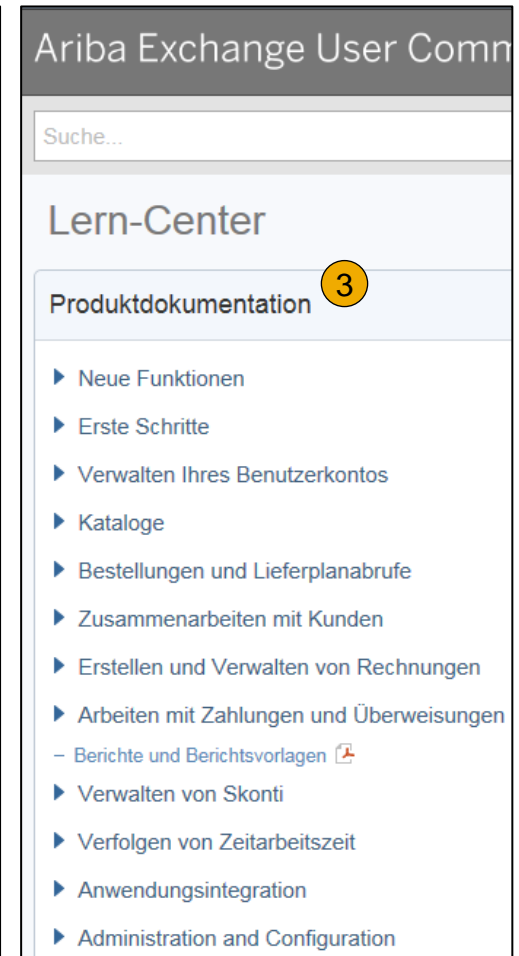 Ariba Exchange User Comm
Suche...
Lern-Center
Produktdokumentation
3
Neue Funktionen
Erste Schritte
Verwalten Ihres Benutzerkontos
Kataloge
Bestellungen und Lieferplanabrufe
Zusammenarbeiten mit Kunden
Erstellen und Verwalten von Rechnungen
Arbeiten mit Zahlungen und Überweisungen
– Berichte und Berichtsvorlagen
Verwalten von Skonti
Verfolgen von Zeitarbeitszeit
Anwendungsintegration
Administration and Configuration